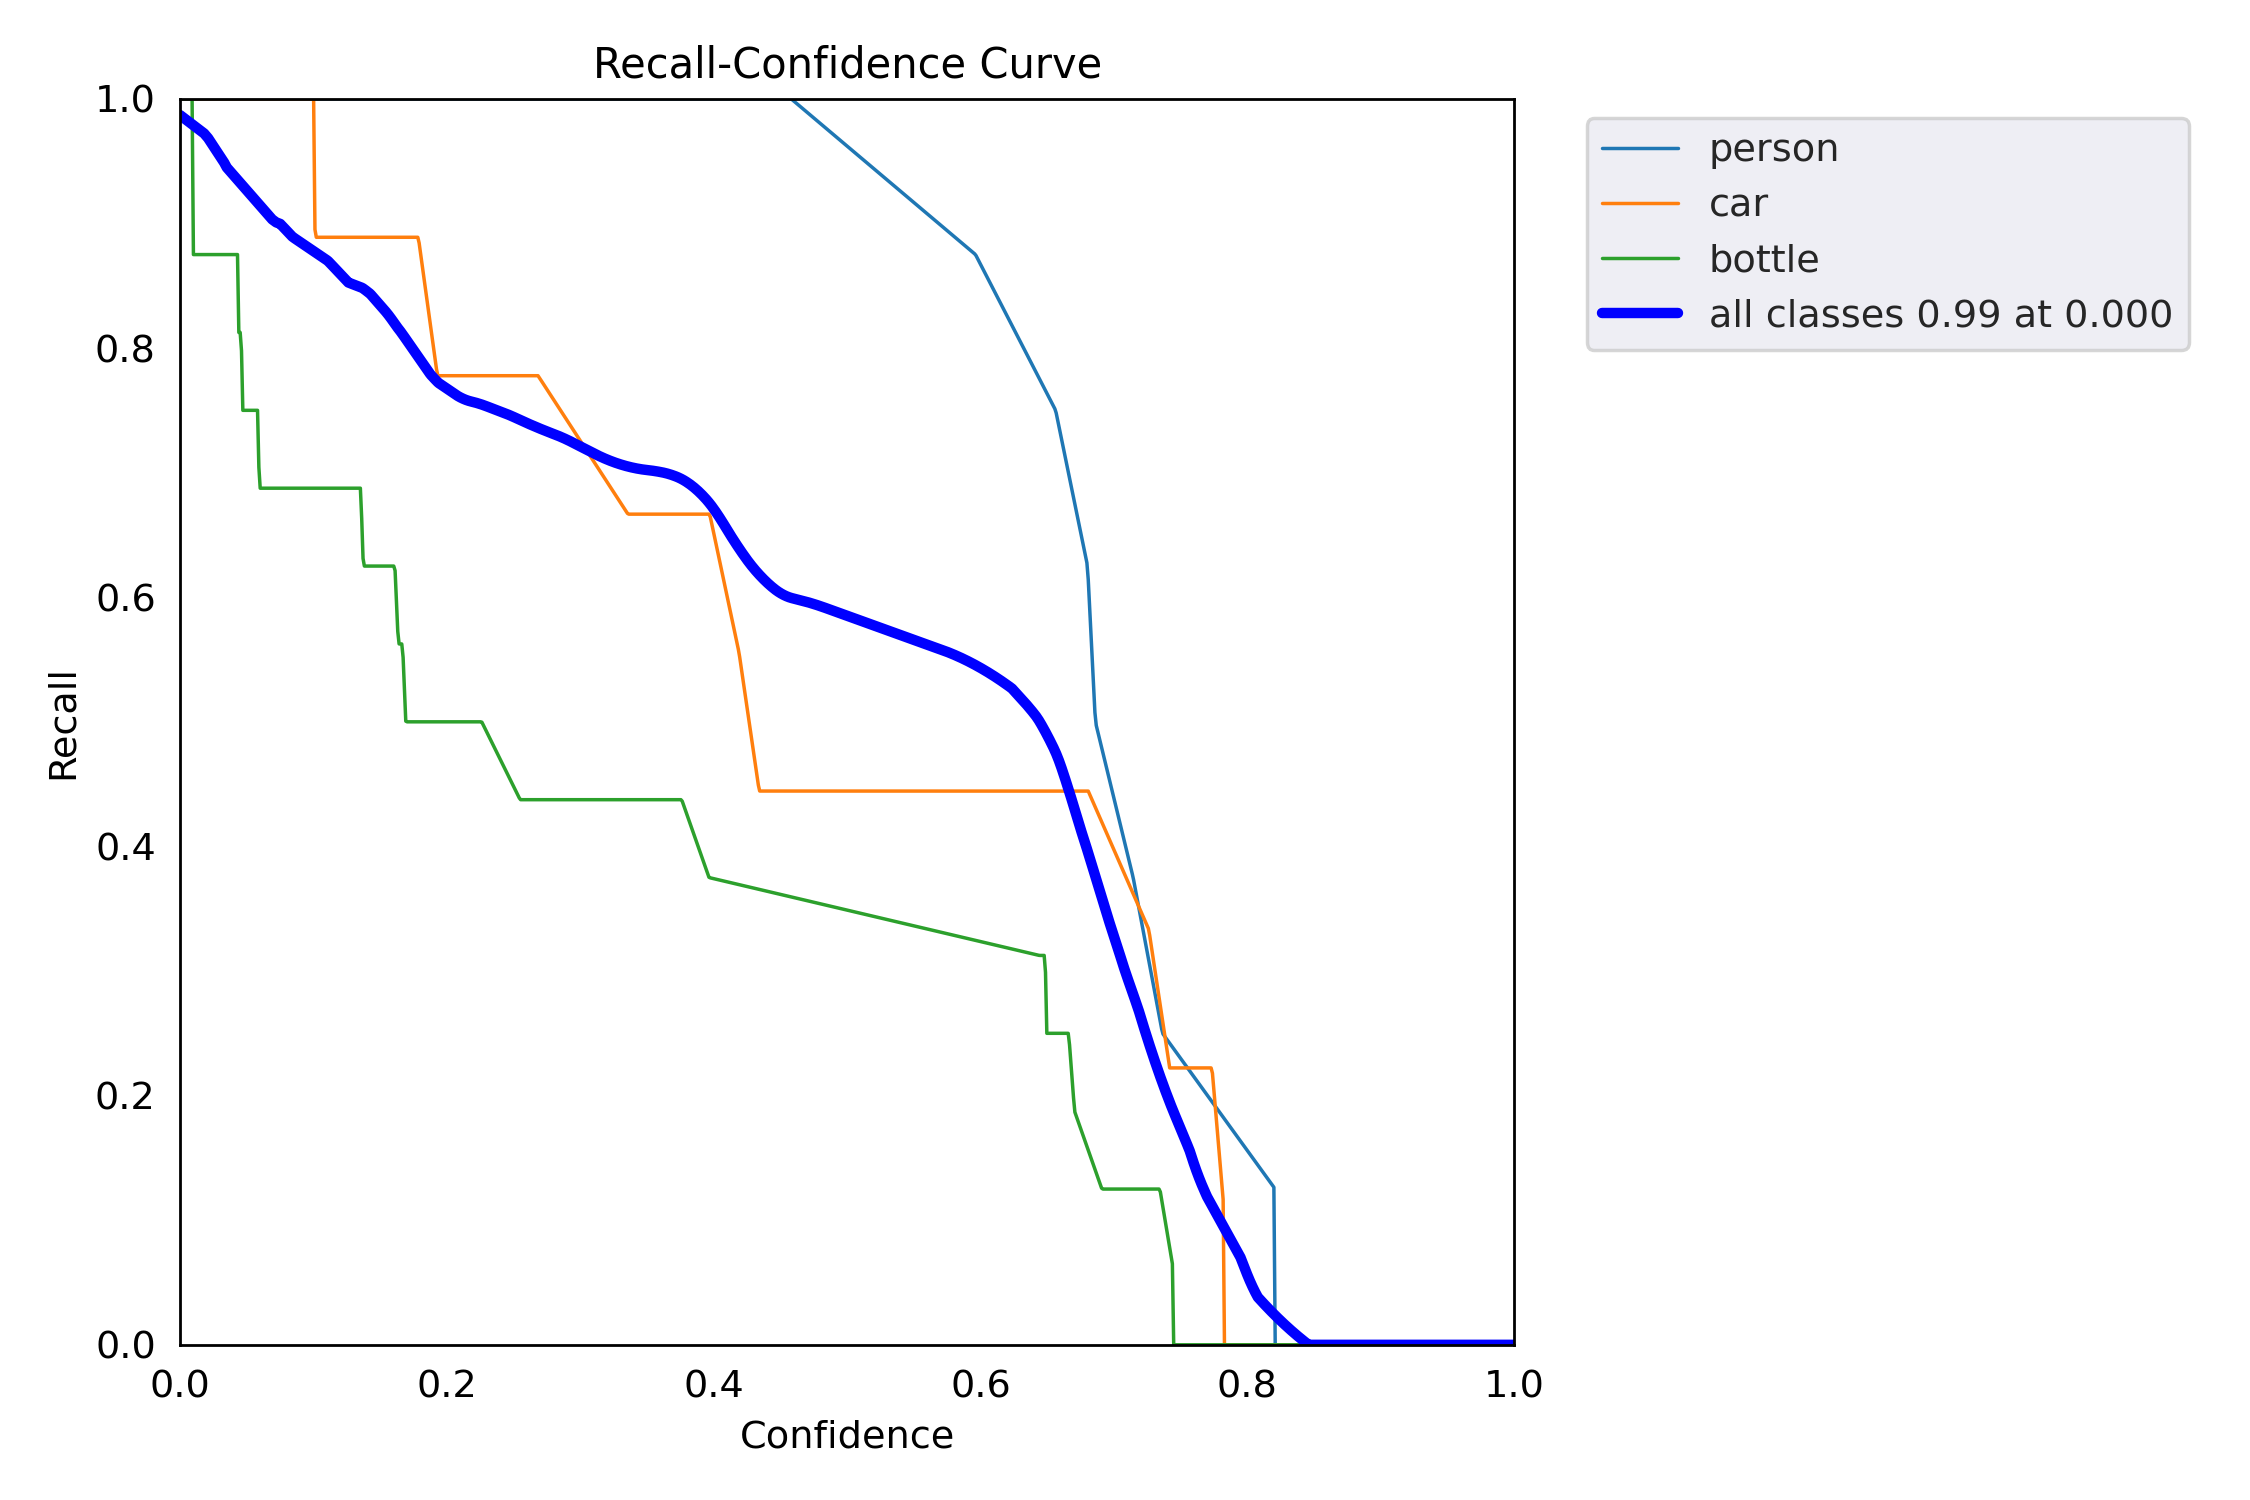 Recall-Confidence Curve
1.0
0.8
0.6
0.4
0.2
0.0
Recall
0.0 0.2 0.4 0.6 0.8 1.0
Confidence
person
car
bottle
all classes 0.99 at 0.000